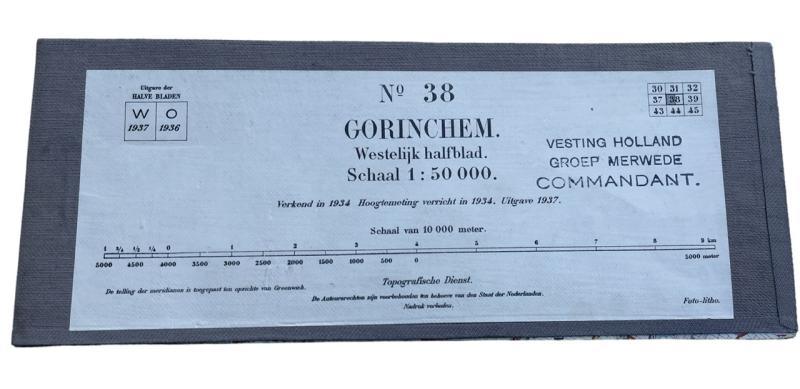 Uitgave der
HALVE BLADEN
W O
1937 1936
Nº 38
GORINCHEM.
Westelijk halfblad.
Schaal 1 : 50 000.
30 31 32
37 38 39
43 44 45
VESTING HOLLAND
GROEP MERWEDE
COMMANDANT.
Verkend in 1934 Hoogtemeting verricht in 1934. Uitgave 1937.
Schaal van 10 000 meter.
1 ¾ ½ ¼ 0 1 2 3 4 5 6 7 8 9 km
5000 4500 4000 3500 3000 2500 2000 1500 1000 500 0 5000 meter
De telling der meridianen is toegepast ten opzichte van Greenwich.
Topografische Dienst.
De Auteursrechten zijn voorbehouden ten behoeve van den Staat der Nederlanden.
Nadruk verboden.
Foto-litho.